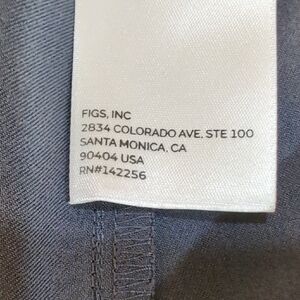 FIGS, INC
2834 COLORADO AVE, STE 100
SANTA MONICA, CA
90404 USA
RN#142256